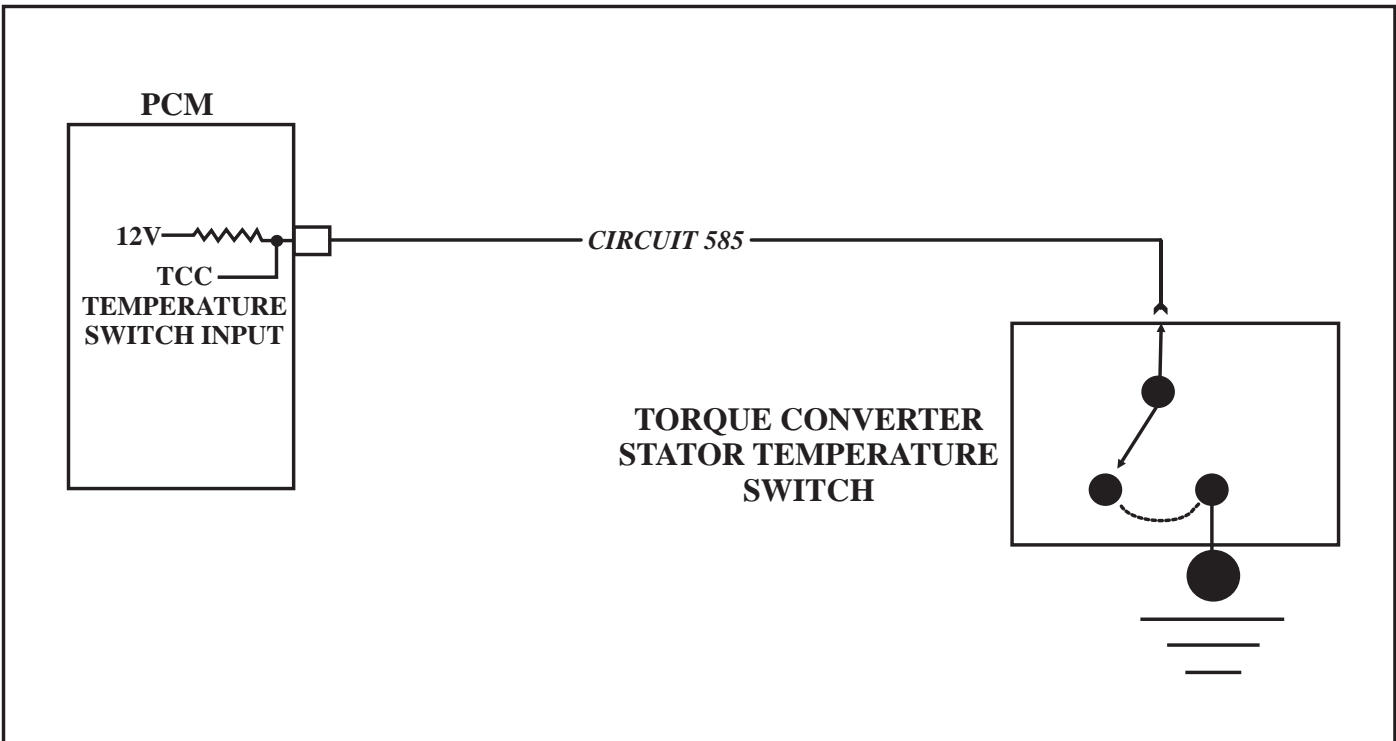 PCM
12V
TCC
TEMPERATURE
SWITCH INPUT
CIRCUIT 585
TORQUE CONVERTER
STATOR TEMPERATURE
SWITCH